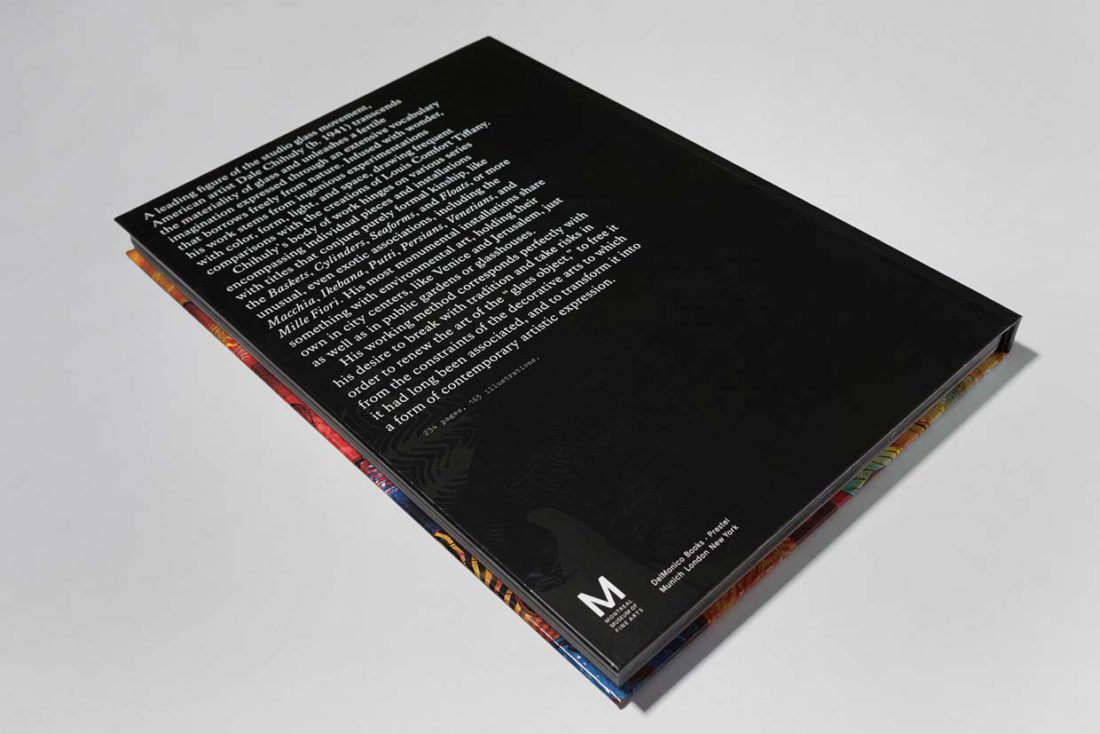 A leading figure of the studio glass movement,
American artist Dale Chihuly (b. 1941) transcends
the materiality of glass and unleashes a fertile
imagination expressed through an extensive vocabulary
that borrows freely from nature. Infused with wonder,
his work stems from ingenious experimentations
with color, form, light, and space, drawing frequent
comparisons with the creations of Louis Comfort Tiffany.
Chihuly's body of work hinges on various series
encompassing individual pieces and installations
with titles that conjure purely formal kinship, like
the Baskets, Cylinders, Seaforms, and Floats, or more
unusual, even exotic associations, including the
Macchia, Ikebana, Putti, Persians, Venetians, and
Mille Fiori. His most monumental installations share
something with environmental art, holding their
own in city centers, like Venice and Jerusalem, just
as well as in public gardens or glasshouses.
His working method corresponds perfectly with
his desire to break with tradition and take risks in
order to renew the art of the “glass object,” to free it
from the constraints of the decorative arts to which
it had long been associated, and to transform it into
a form of contemporary artistic expression.
234 pages, 165 illustrations.
M
MONTREAL
MUSEUM OF
FINE ARTS
DelMonico Books · Prestel
Munich London New York